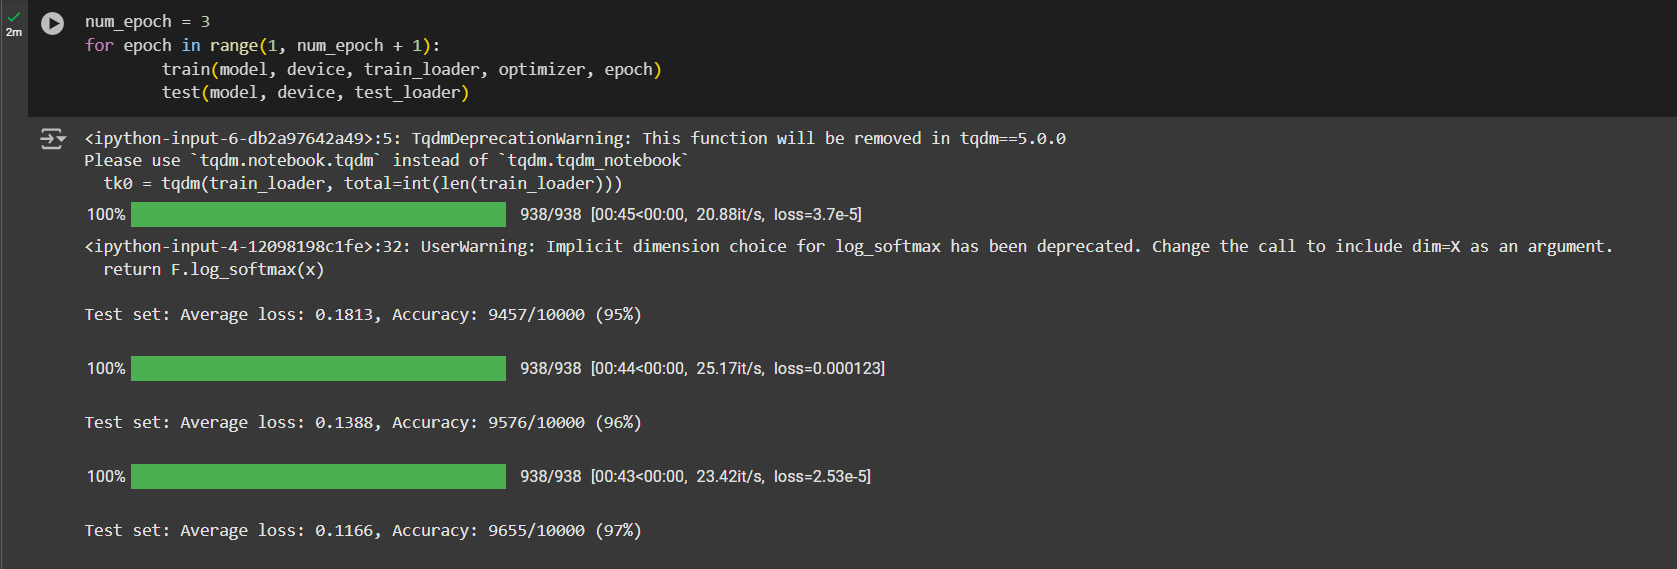 2m
num_epoch = 3
for epoch in range(1, num_epoch + 1):
        train(model, device, train_loader, optimizer, epoch)
        test(model, device, test_loader)
<ipython-input-6-db2a97642a49>:5: TqdmDeprecationWarning: This function will be removed in tqdm==5.0.0
Please use `tqdm.notebook.tqdm` instead of `tqdm.tqdm_notebook`
  tk0 = tqdm(train_loader, total=int(len(train_loader)))
100% 938/938 [00:45<00:00, 20.88it/s, loss=3.7e-5]
<ipython-input-4-12098198c1fe>:32: UserWarning: Implicit dimension choice for log_softmax has been deprecated. Change the call to include dim=X as an argument.
  return F.log_softmax(x)
Test set: Average loss: 0.1813, Accuracy: 9457/10000 (95%)
100% 938/938 [00:44<00:00, 25.17it/s, loss=0.000123]
Test set: Average loss: 0.1388, Accuracy: 9576/10000 (96%)
100% 938/938 [00:43<00:00, 23.42it/s, loss=2.53e-5]
Test set: Average loss: 0.1166, Accuracy: 9655/10000 (97%)